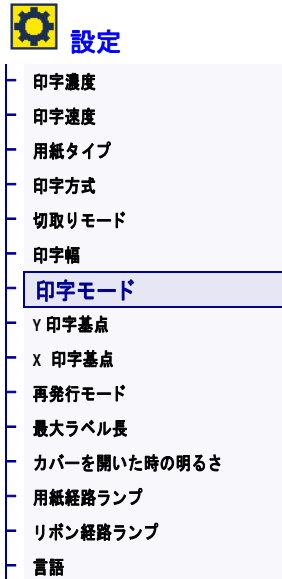 設定
印字濃度
印字速度
用紙タイプ
印字方式
切取りモード
印字幅
印字モード
Y 印字基点
X 印字基点
再発行モード
最大ラベル長
カバーを開いた時の明るさ
用紙経路ランプ
リボン経路ランプ
言語